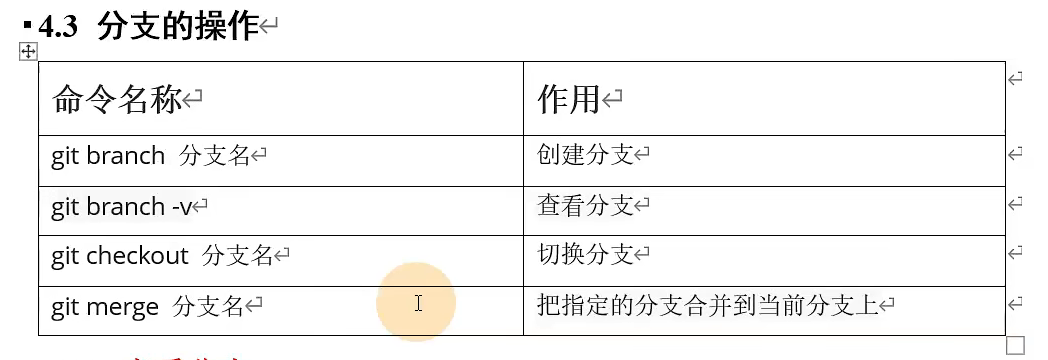 4.3 分支的操作
命令名称 作用
git branch 分支名 创建分支
git branch -v 查看分支
git checkout 分支名 切换分支
git merge 分支名 把指定的分支合并到当前分支上